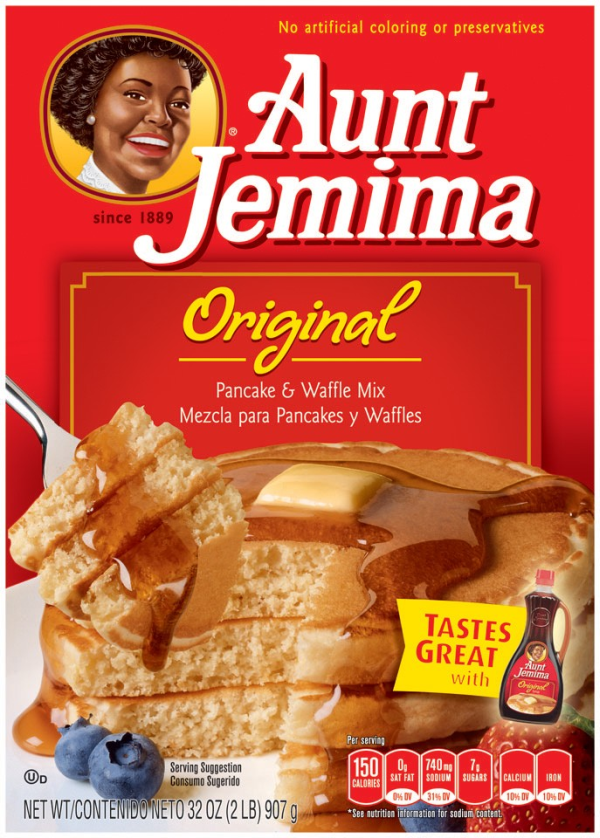 No artificial coloring or preservatives
Aunt
Jemima
®
since 1889
Original
Pancake & Waffle Mix
Mezcla para Pancakes y Waffles
TASTES
GREAT
with
Aunt
Jemima
Original
Per serving
150
CALORIES
0g
SAT FAT
0% DV
740 mg
SODIUM
31% DV
7g
SUGARS
CALCIUM
10% DV
IRON
10% DV
*See nutrition information for sodium content.
Serving Suggestion
Consumo Sugerido
UD
NET WT/CONTENIDO NETO 32 OZ (2 LB) 907 g